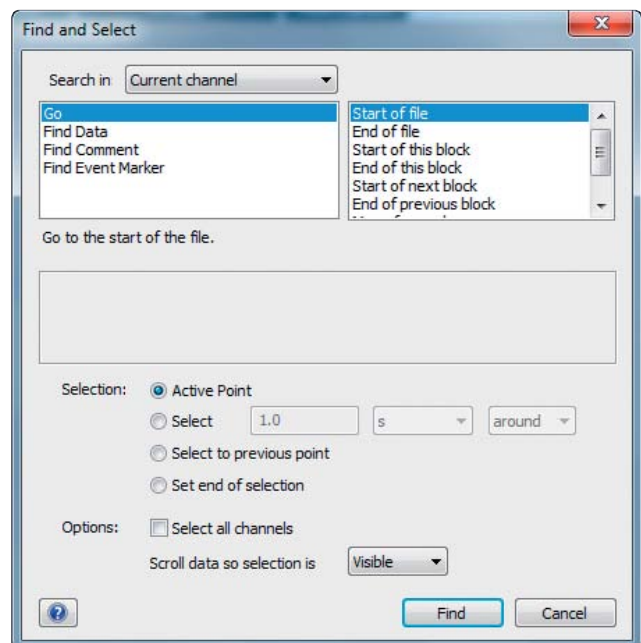 Find and Select
Search in Current channel
Go
Find Data
Find Comment
Find Event Marker
Start of file
End of file
Start of this block
End of this block
Start of next block
End of previous block
Go to the start of the file.
Selection: Active Point
Select 1.0 s around
Select to previous point
Set end of selection
Options: Select all channels
Scroll data so selection is Visible
? Find Cancel